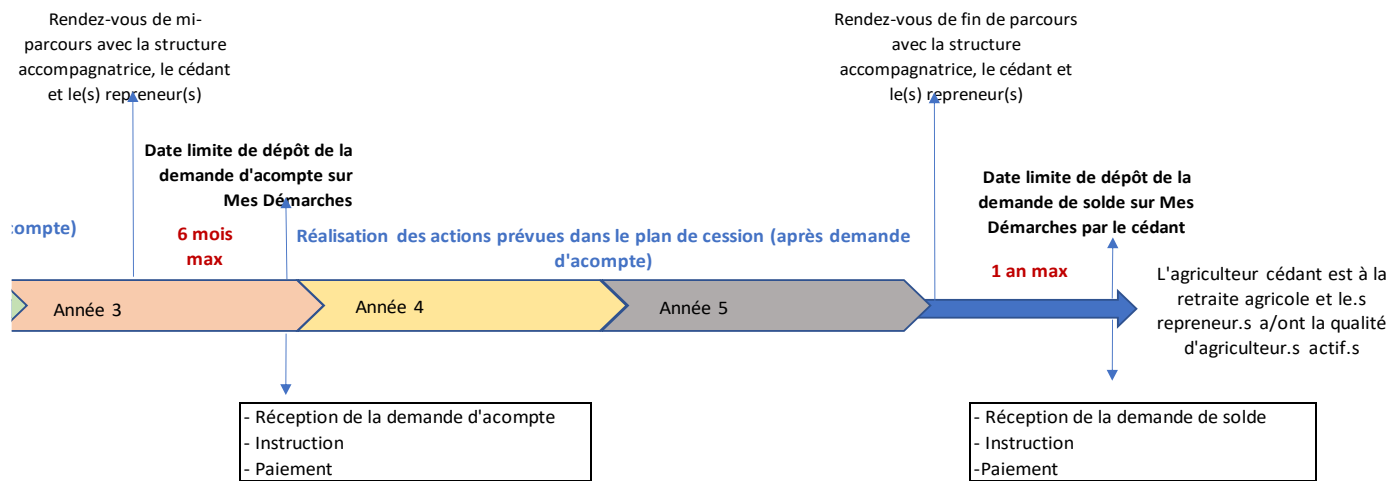 Rendez-vous de mi-
parcours avec la structure
accompagnatrice, le cédant
et le(s) repreneur(s)
Rendez-vous de fin de parcours
avec la structure
accompagnatrice, le cédant et
le(s) repreneur(s)
Date limite de dépôt de la
demande d'acompte sur
Mes Démarches
Date limite de dépôt de la
demande de solde sur Mes
Démarches par le cédant
compte)
6 mois
max
Réalisation des actions prévues dans le plan de cession (après demande
d'acompte)
1 an max
L'agriculteur cédant est à la
retraite agricole et le.s
repreneur.s a/ont la qualité
d'agriculteur.s actif.s
Année 3
Année 4
Année 5
- Réception de la demande d'acompte
- Instruction
- Paiement
- Réception de la demande de solde
- Instruction
-Paiement